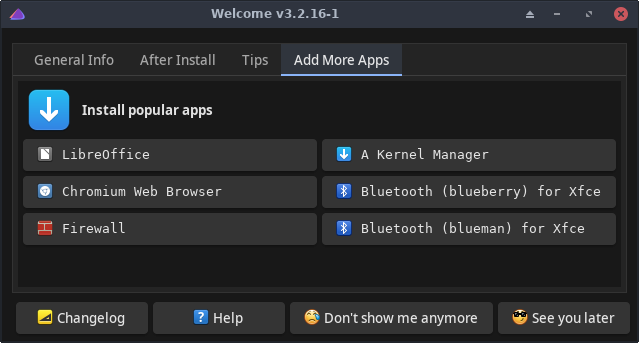 Welcome v3.2.16-1
General Info After Install Tips Add More Apps
Install popular apps
LibreOffice A Kernel Manager
Chromium Web Browser Bluetooth (blueberry) for Xfce
Firewall Bluetooth (blueman) for Xfce
Changelog Help Don't show me anymore See you later